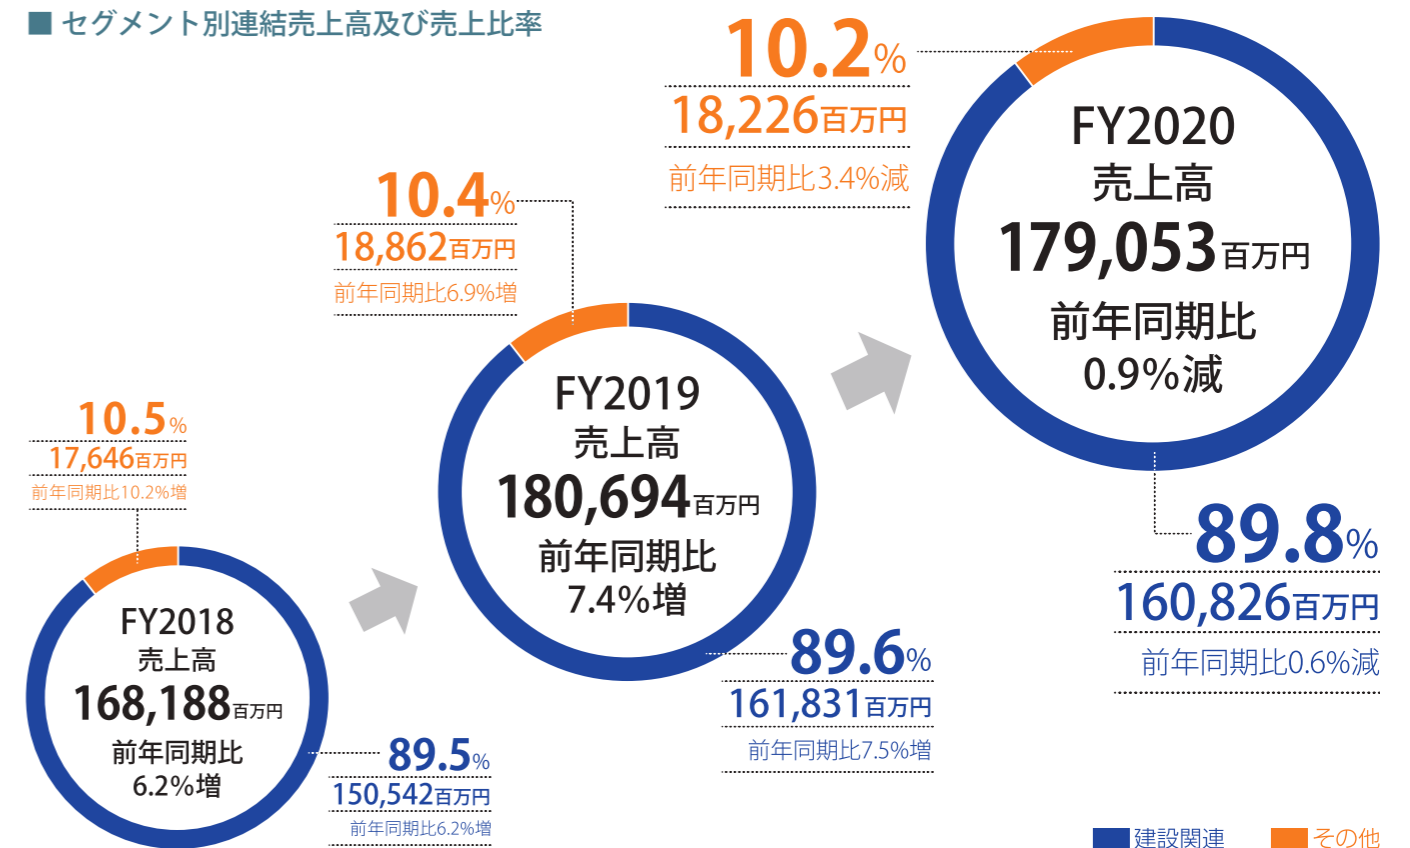 ■ セグメント別連結売上高及び売上比率
10.5%
17,646百万円
前年同期比10.2%増
FY2018
売上高
168,188百万円
前年同期比
6.2%増
89.5%
150,542百万円
前年同期比6.2%増
10.4%
18,862百万円
前年同期比6.9%増
FY2019
売上高
180,694百万円
前年同期比
7.4%増
89.6%
161,831百万円
前年同期比7.5%増
10.2%
18,226百万円
前年同期比3.4%減
FY2020
売上高
179,053百万円
前年同期比
0.9%減
89.8%
160,826百万円
前年同期比0.6%減
建設関連
その他